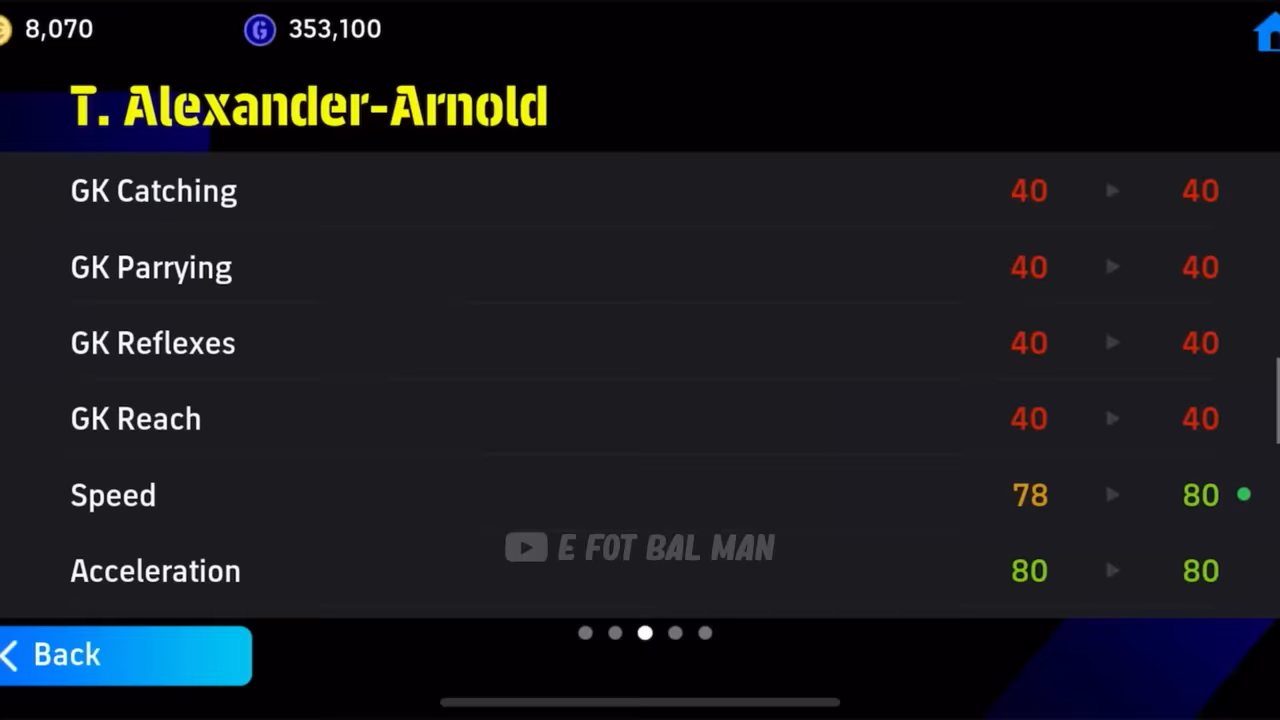 8,070 353,100
T. Alexander-Arnold
GK Catching 40 40
GK Parrying 40 40
GK Reflexes 40 40
GK Reach 40 40
Speed 78 80
E FOT BAL MAN
Acceleration 80 80
Back